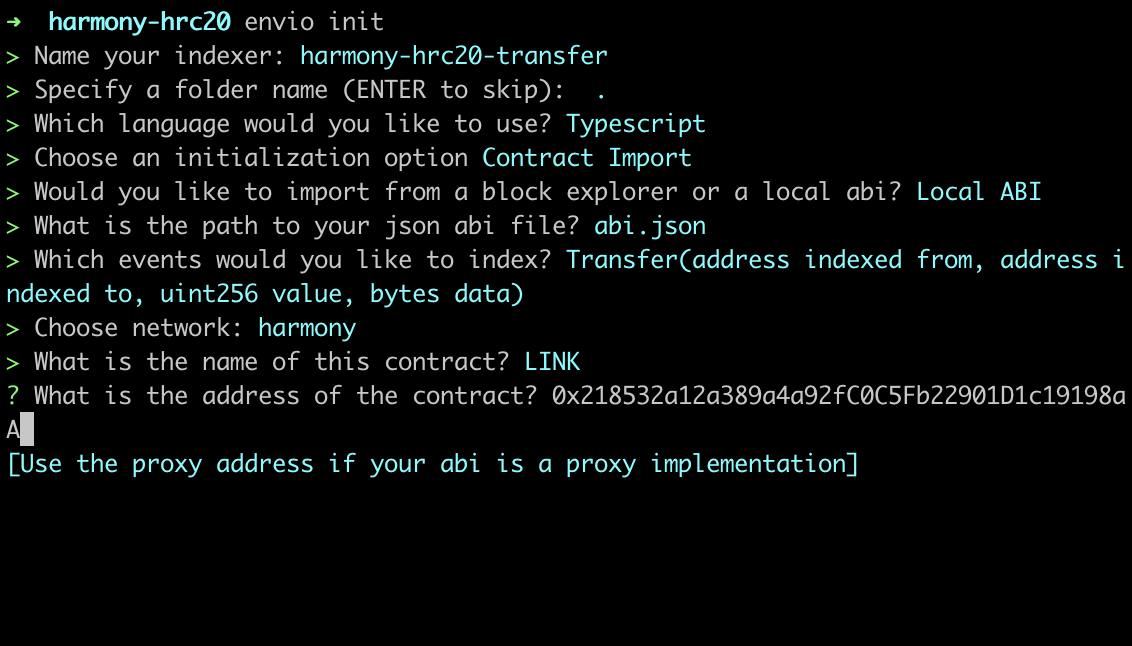 ➜  harmony-hrc20 envio init
> Name your indexer: harmony-hrc20-transfer
> Specify a folder name (ENTER to skip):  .
> Which language would you like to use? Typescript
> Choose an initialization option Contract Import
> Would you like to import from a block explorer or a local abi? Local ABI
> What is the path to your json abi file? abi.json
> Which events would you like to index? Transfer(address indexed from, address i
ndexed to, uint256 value, bytes data)
> Choose network: harmony
> What is the name of this contract? LINK
? What is the address of the contract? 0x218532a12a389a4a92fC0C5Fb22901D1c19198a
A
[Use the proxy address if your abi is a proxy implementation]